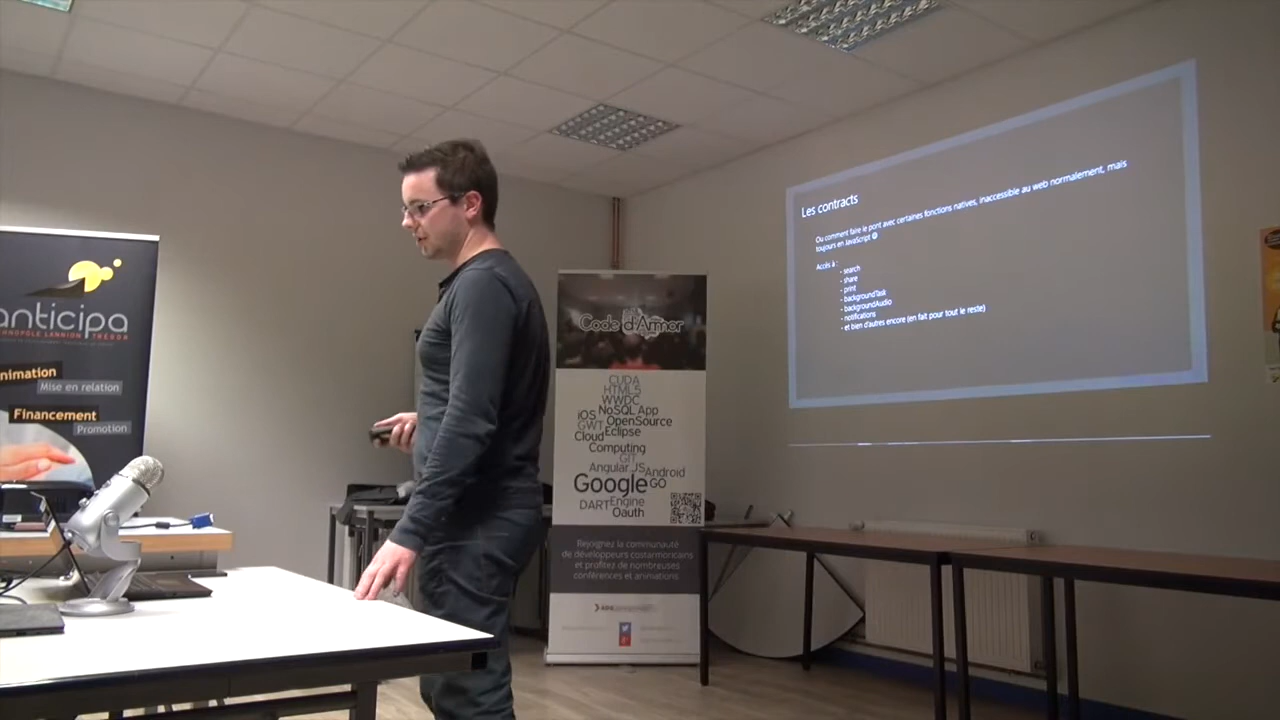 anticipa
TECHNOPÔLE LANNION TRÉGOR
Animation
Mise en relation
Financement
Promotion
Code d'Armor
CUDA
HTML5
WWDC
iOS NoSQL App
GWT OpenSource
Cloud Eclipse
Computing
GIT
Angular JS Android
Google GO
DART Engine
Oauth
Rejoignez la communauté
de développeurs costarmoricains
et profitez de nombreuses
conférences et animations.
Les contracts
Ou comment faire le pont avec certaines fonctions natives, inaccessible au web normalement, mais
toujours en JavaScript ☺
Accès à :
- search
- share
- print
- backgroundTask
- backgroundAudio
- notifications
- et bien d'autres encore (en fait pour tout le reste)